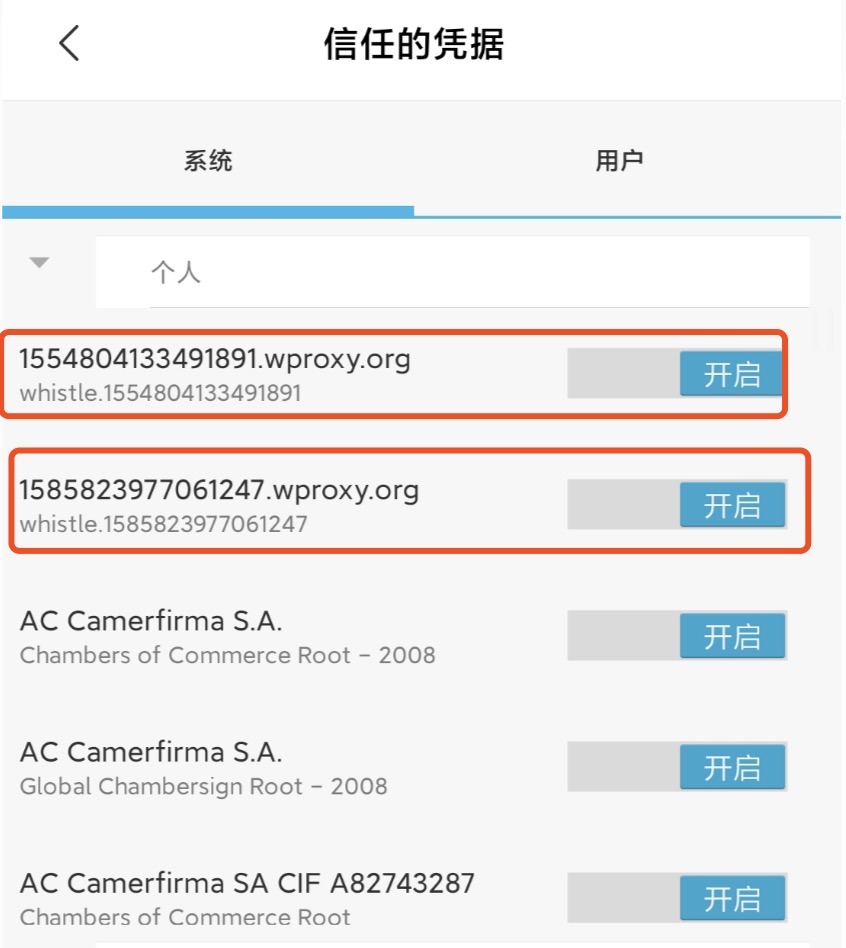 信任的凭据
系统
用户
个人
1554804133491891.wproxy.org
whistle.1554804133491891
开启
1585823977061247.wproxy.org
whistle.1585823977061247
开启
AC Camerfirma S.A.
Chambers of Commerce Root – 2008
开启
AC Camerfirma S.A.
Global Chambersign Root – 2008
开启
AC Camerfirma SA CIF A82743287
Chambers of Commerce Root
开启